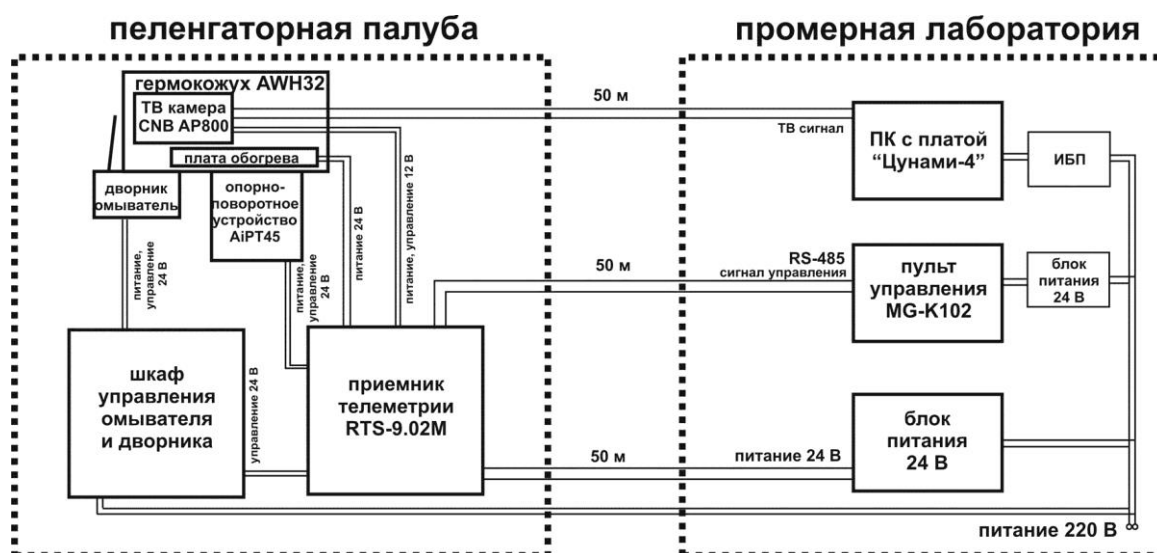 пеленгаторная палуба
промерная лаборатория
гермокожух AWH32
ТВ камера
CNB AP800
плата обогрева
дворник
омыватель
опорно-
поворотное
устройство
AiPT45
питание,
управление
24 В
питание,
управление
24 В
питание 24 В
питание, управление 12 В
50 м
ТВ сигнал
ПК с платой
“Цунами-4”
ИБП
50 м
RS-485
сигнал управления
пульт
управления
MG-K102
блок
питания
24 В
шкаф
управления
омывателя
и дворника
управление 24 В
приемник
телеметрии
RTS-9.02M
50 м
питание 24 В
блок
питания
24 В
питание 220 В